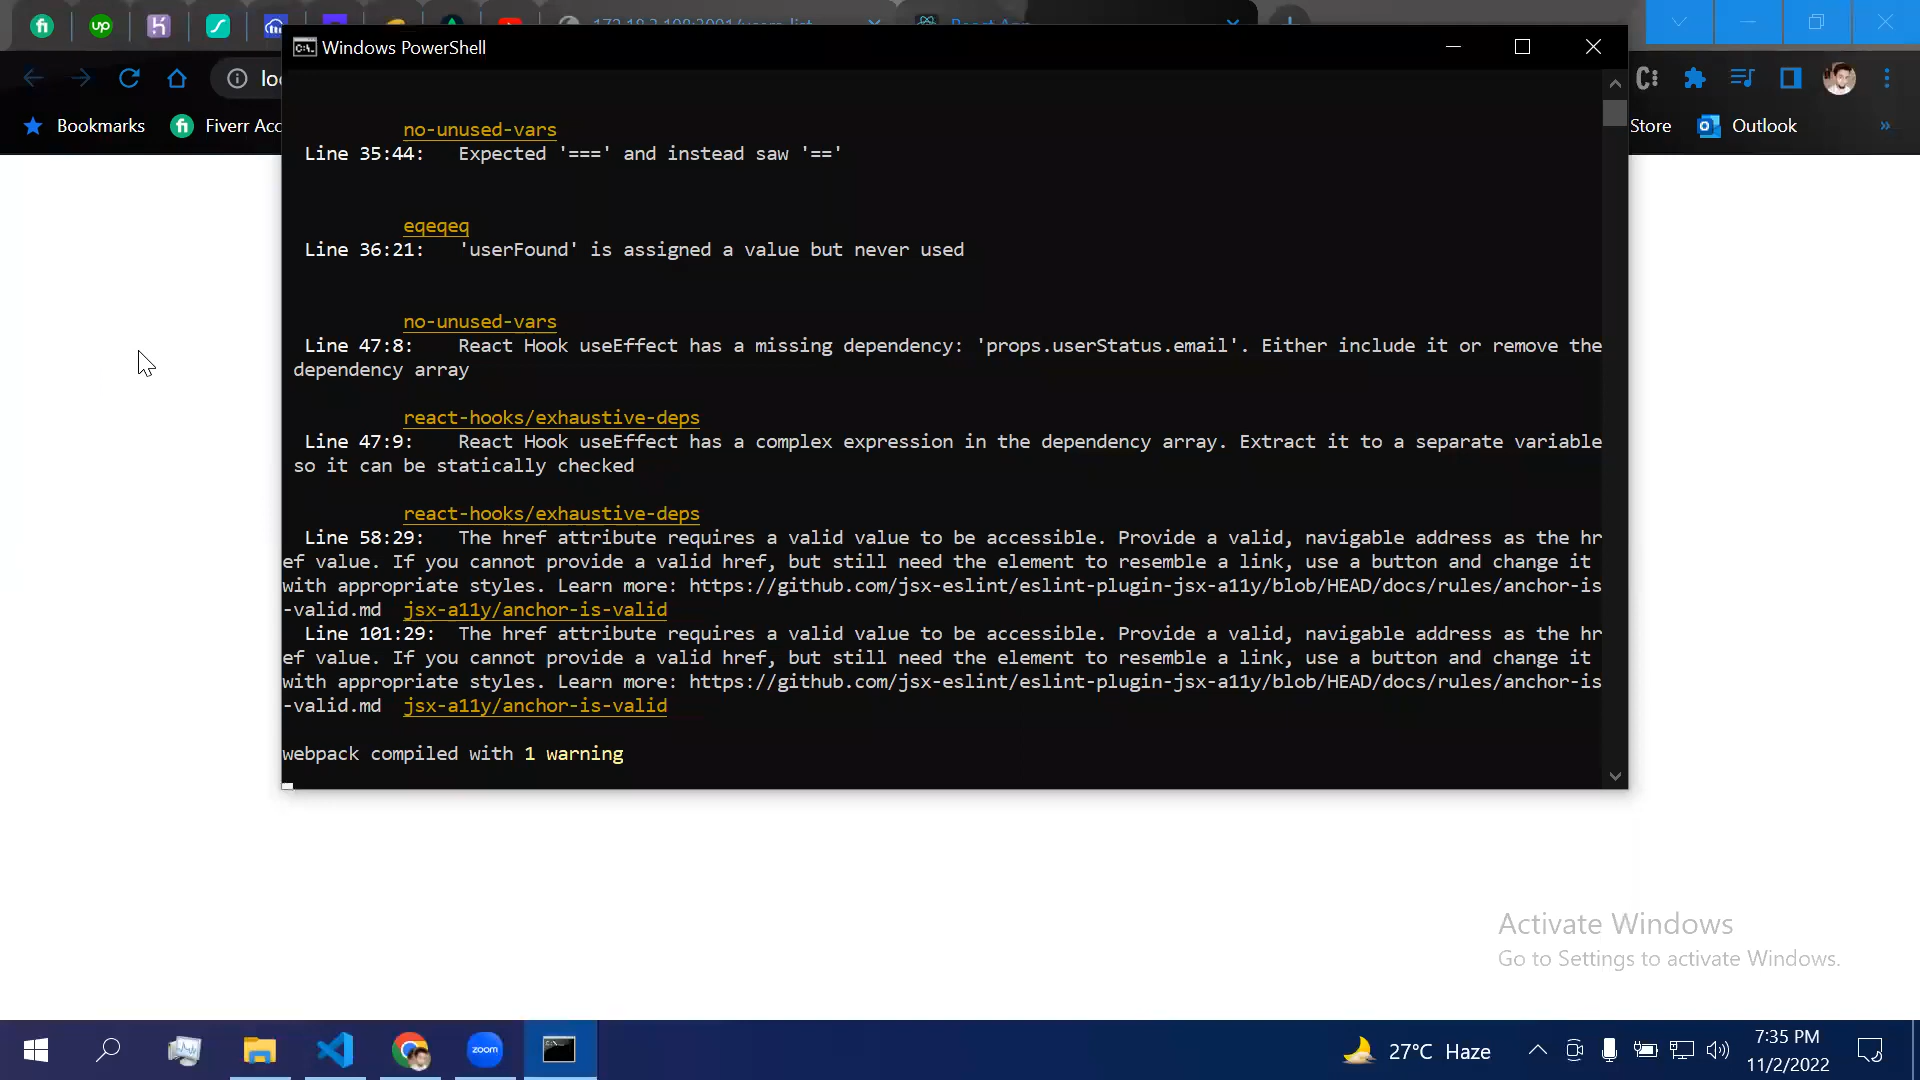 172.18.2.108:3001/users-list
React App
Windows PowerShell
Bookmarks
Fiverr Acc
Store
Outlook
no-unused-vars
Line 35:44:   Expected '===' and instead saw '=='
eqeqeq
Line 36:21:   'userFound' is assigned a value but never used
no-unused-vars
Line 47:8:    React Hook useEffect has a missing dependency: 'props.userStatus.email'. Either include it or remove the
dependency array
react-hooks/exhaustive-deps
Line 47:9:    React Hook useEffect has a complex expression in the dependency array. Extract it to a separate variable
so it can be statically checked
react-hooks/exhaustive-deps
Line 58:29:   The href attribute requires a valid value to be accessible. Provide a valid, navigable address as the hr
ef value. If you cannot provide a valid href, but still need the element to resemble a link, use a button and change it
with appropriate styles. Learn more: https://github.com/jsx-eslint/eslint-plugin-jsx-a11y/blob/HEAD/docs/rules/anchor-is
-valid.md  jsx-a11y/anchor-is-valid
Line 101:29:  The href attribute requires a valid value to be accessible. Provide a valid, navigable address as the hr
ef value. If you cannot provide a valid href, but still need the element to resemble a link, use a button and change it
with appropriate styles. Learn more: https://github.com/jsx-eslint/eslint-plugin-jsx-a11y/blob/HEAD/docs/rules/anchor-is
-valid.md  jsx-a11y/anchor-is-valid
webpack compiled with 1 warning
Activate Windows
Go to Settings to activate Windows.
zoom
27°C Haze
7:35 PM
11/2/2022